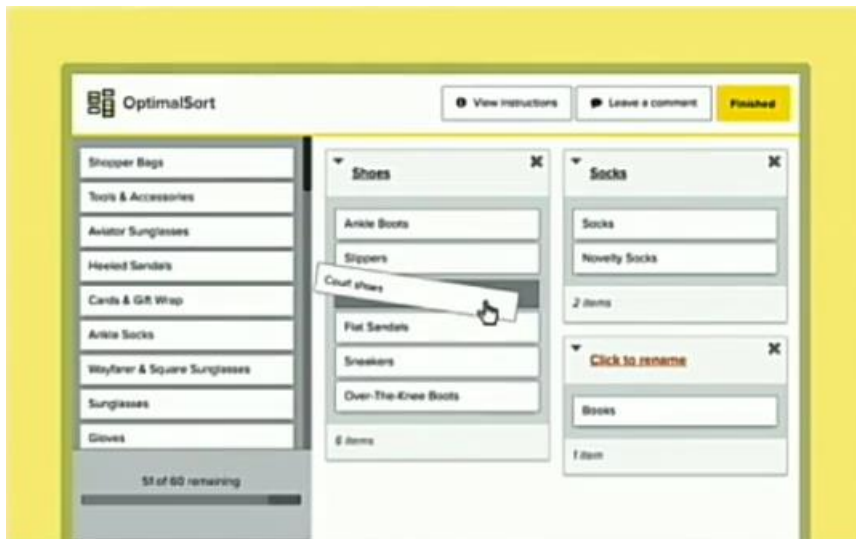 OptimalSort
View instructions
Leave a comment
Finished
Shopper Bags
Tools & Accessories
Aviator Sunglasses
Heeled Sandals
Cards & Gift Wrap
Ankle Socks
Wayfarer & Square Sunglasses
Sunglasses
Gloves
51 of 60 remaining
Shoes
Ankle Boots
Slippers
Court shoes
Flat Sandals
Sneakers
Over-The-Knee Boots
6 items
Socks
Socks
Novelty Socks
2 items
Click to rename
Books
1 item